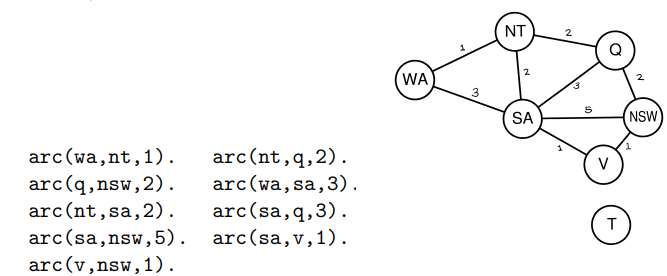 arc(wa,nt,1). arc(nt,q,2).
arc(q,nsw,2). arc(wa,sa,3).
arc(nt,sa,2). arc(sa,q,3).
arc(sa,nsw,5). arc(sa,v,1).
arc(v,nsw,1).
NT
2
Q
1
WA
2
3
2
3
SA
5
NSW
1
1
V
T